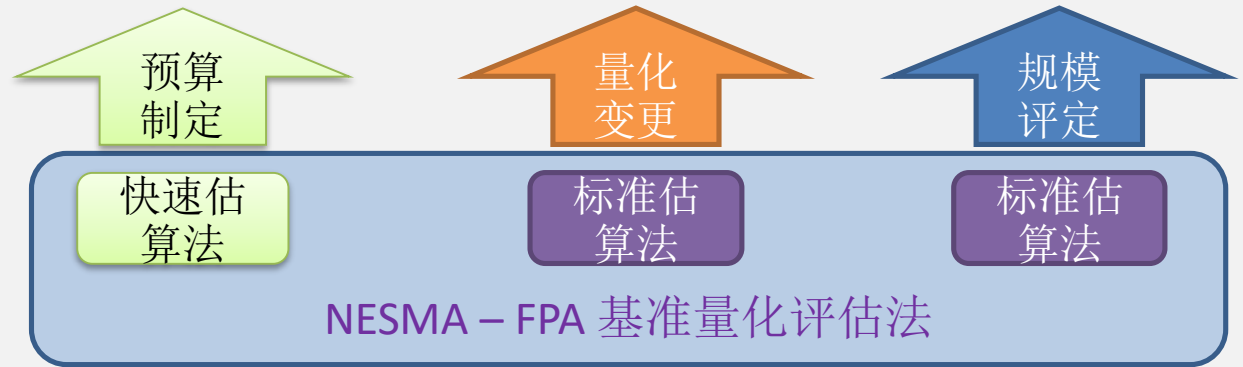 预算
制定
量化
变更
规模
评定
快速估
算法
标准估
算法
标准估
算法
NESMA – FPA 基准量化评估法